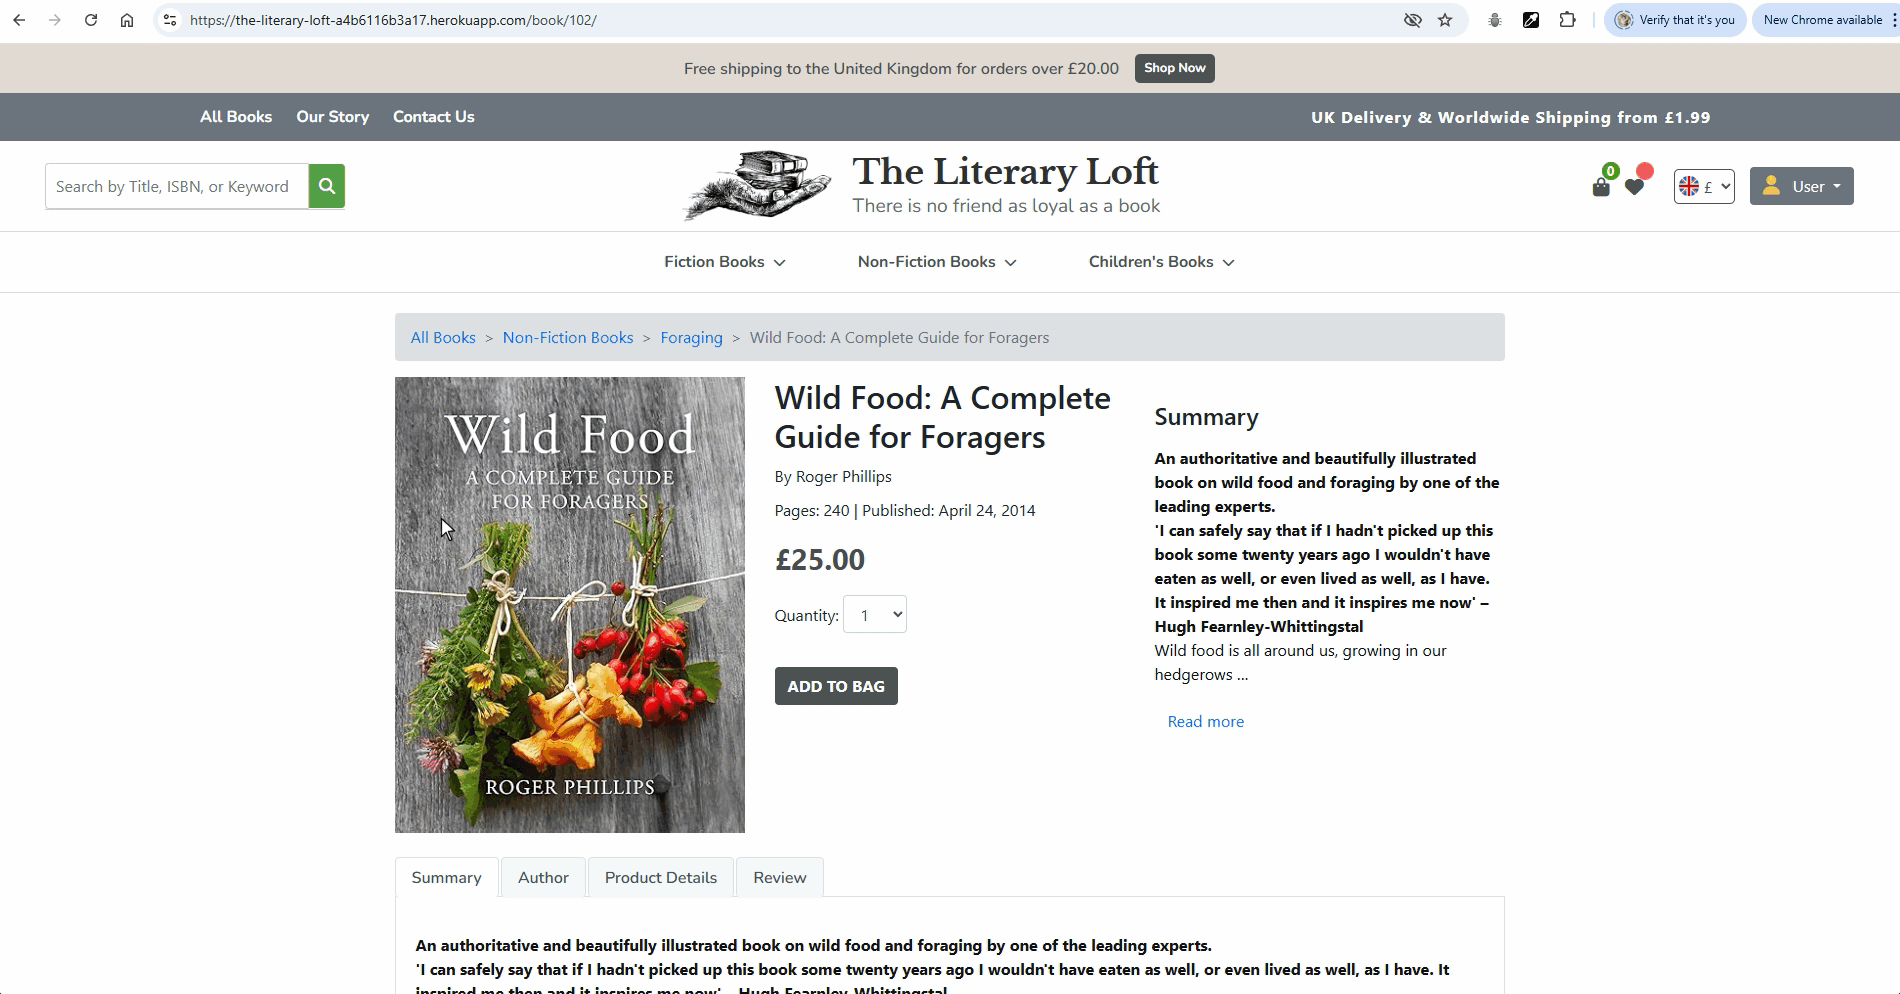 https://the-literary-loft-a4b6116b3a17.herokuapp.com/book/102/
Verify that it's you
New Chrome available
Free shipping to the United Kingdom for orders over £20.00
Shop Now
All Books
Our Story
Contact Us
UK Delivery & Worldwide Shipping from £1.99
Search by Title, ISBN, or Keyword
The Literary Loft
There is no friend as loyal as a book
0
£
User
Fiction Books
Non-Fiction Books
Children's Books
All Books > Non-Fiction Books > Foraging > Wild Food: A Complete Guide for Foragers
Wild Food
A COMPLETE GUIDE
FOR FORAGERS
ROGER PHILLIPS
Wild Food: A Complete
Guide for Foragers
By Roger Phillips
Pages: 240 | Published: April 24, 2014
£25.00
Quantity: 1
ADD TO BAG
Summary
An authoritative and beautifully illustrated
book on wild food and foraging by one of the
leading experts.
'I can safely say that if I hadn't picked up this
book some twenty years ago I wouldn't have
eaten as well, or even lived as well, as I have.
It inspired me then and it inspires me now' –
Hugh Fearnley-Whittingstal
Wild food is all around us, growing in our
hedgerows ...
Read more
Summary
Author
Product Details
Review
An authoritative and beautifully illustrated book on wild food and foraging by one of the leading experts.
'I can safely say that if I hadn't picked up this book some twenty years ago I wouldn't have eaten as well, or even lived as well, as I have. It
inspired me then and it inspires me now' – Hugh Fearnley-Whittingstal